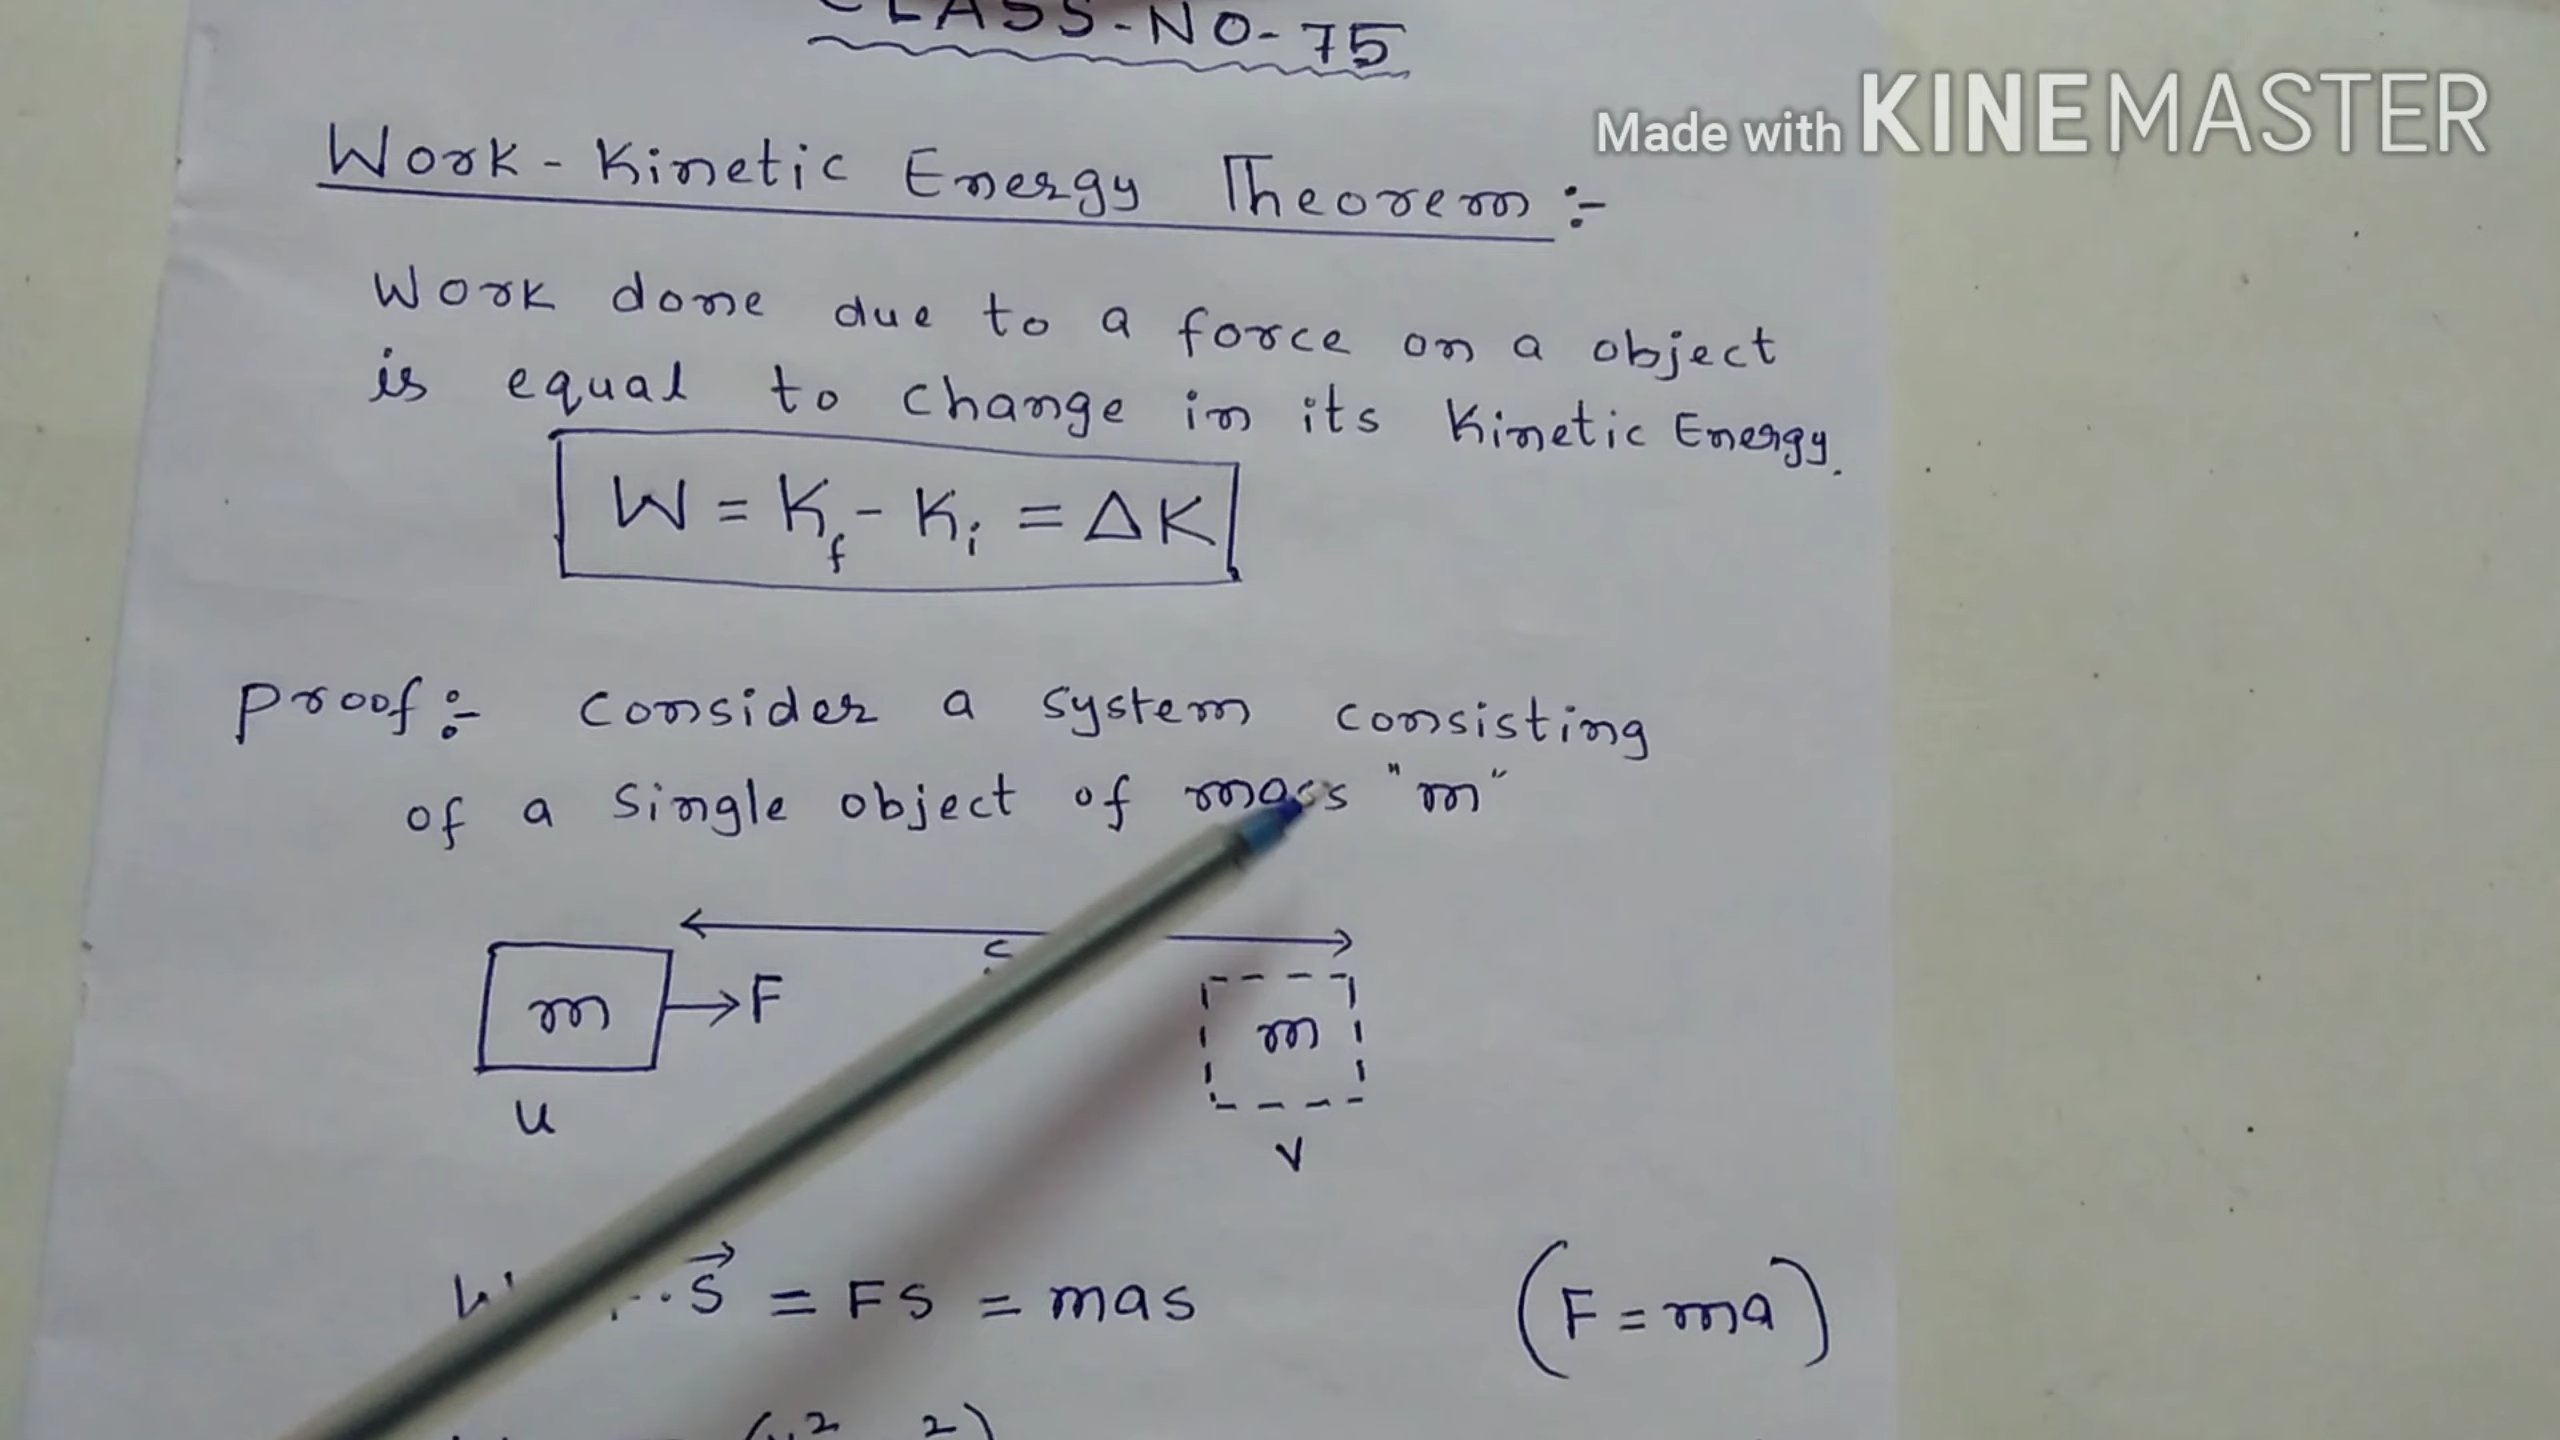 CLASS-NO-75
Made with KINEMASTER
Work-Kinetic Energy Theorem :-
Work done due to a force on a object
is equal to change in its Kinetic Energy.
W = K_f - K_i = ΔK
Proof:- Consider a system consisting
of a single object of mass "m"
m → F
m
u
v
S⃗ = FS = mas (F = ma)